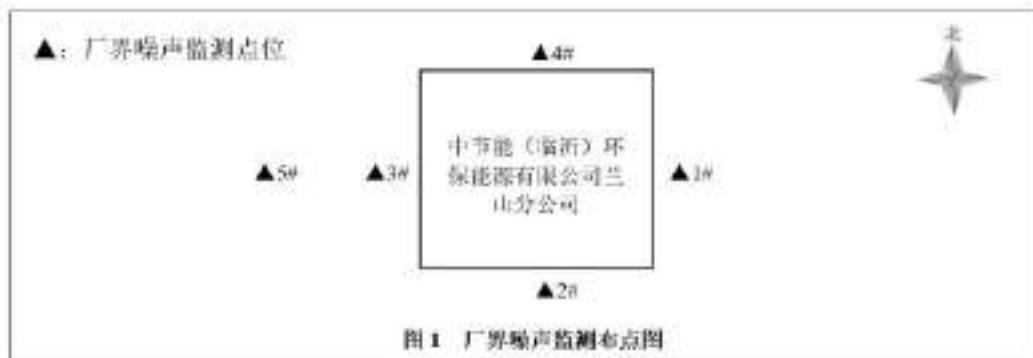 ▲：厂界噪声监测点位
北
▲4#
▲5#
▲3#
中节能（临沂）环
保能源有限公司兰
山分公司
▲1#
▲2#
图 1 厂界噪声监测布点图